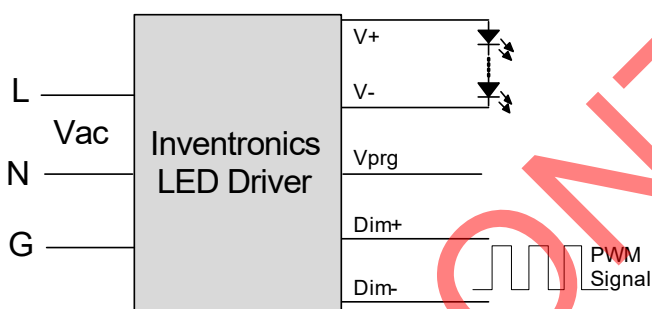 V+
L
V-
Vac
Inventronics
LED Driver
Vprg
N
Dim+
G
PWM
Signal
Dim-